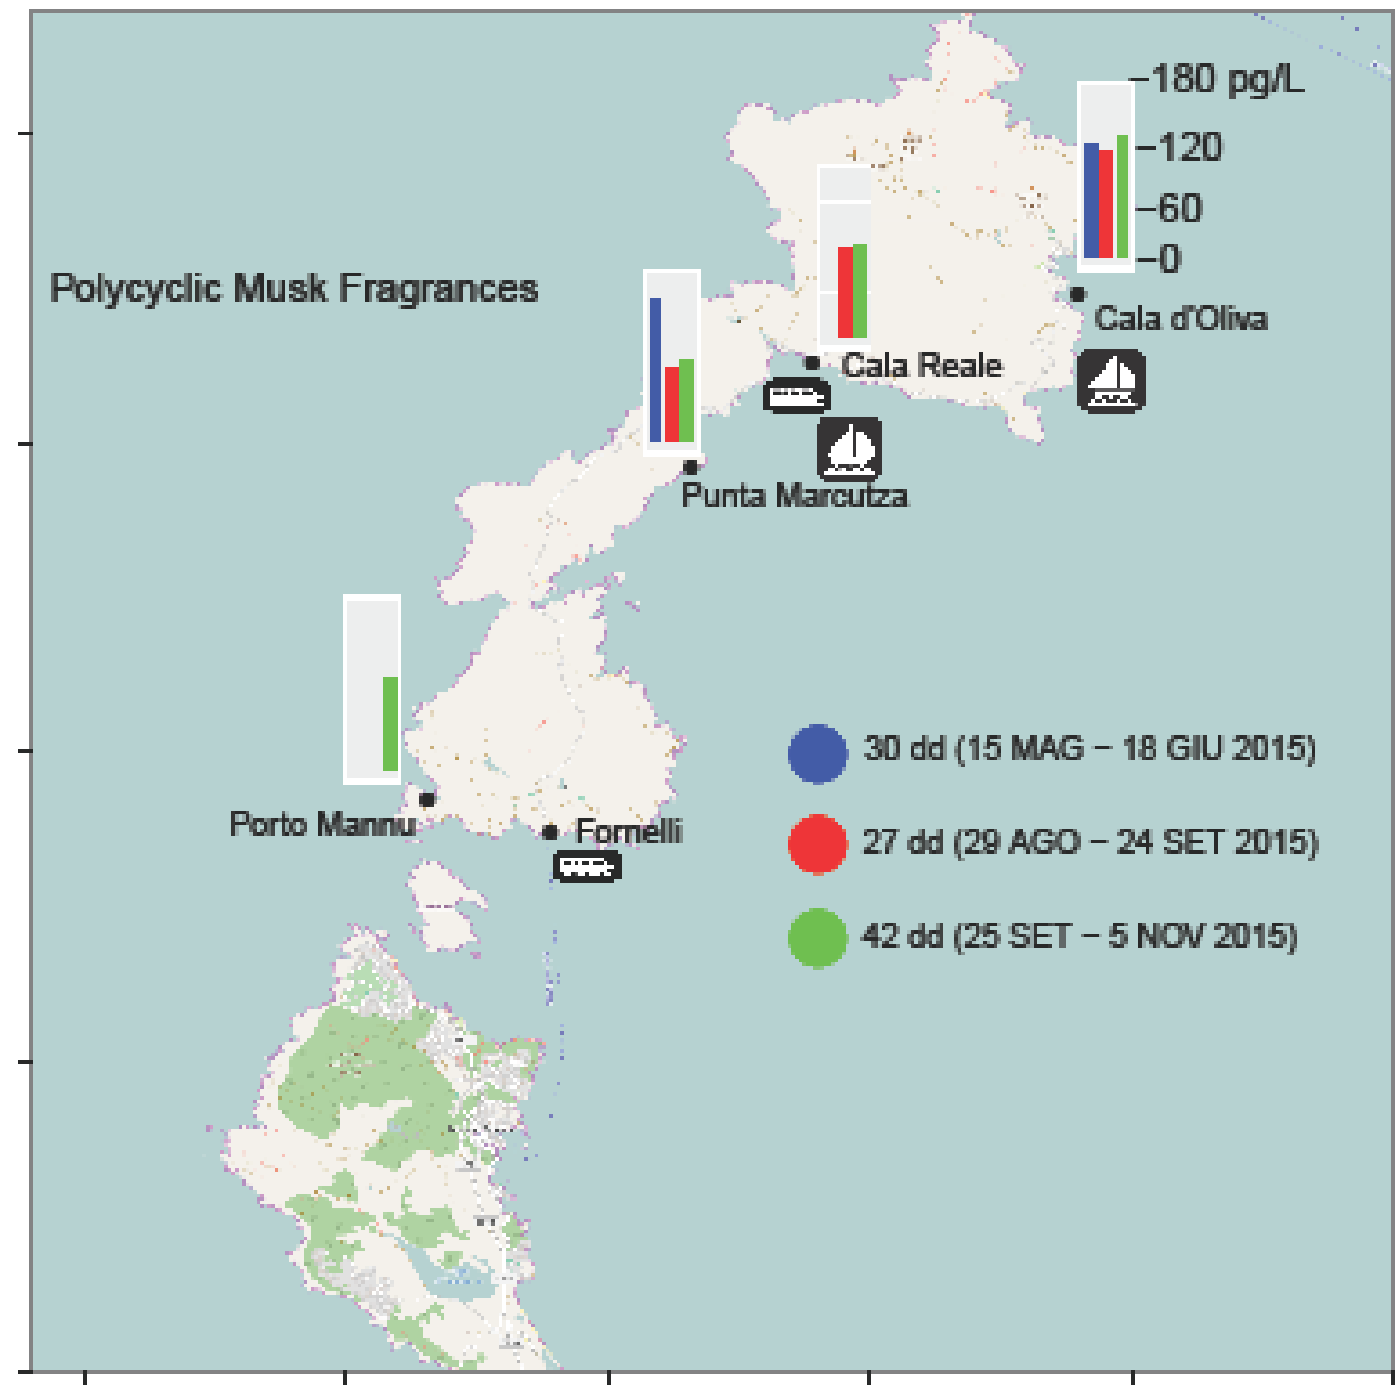 180 pg/L
120
60
0
Polycyclic Musk Fragrances
Cala d'Oliva
Cala Reale
Punta Marcutza
30 dd (15 MAG – 18 GIU 2015)
Porto Mannu
Fornelli
27 dd (29 AGO – 24 SET 2015)
42 dd (25 SET – 5 NOV 2015)